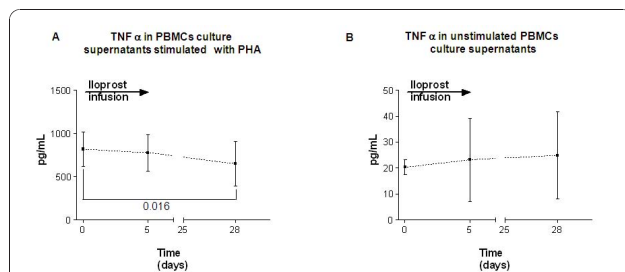 A
TNF α in PBMCs culture
supernatants stimulated with PHA
Iloprost
infusion
pg/mL
1500
1000
500
0
0.016
0
5
25
28
Time
(days)
B
TNF α in unstimulated PBMCs
culture supernatants
Iloprost
infusion
pg/mL
50
40
30
20
10
0
0
5
25
28
Time
(days)